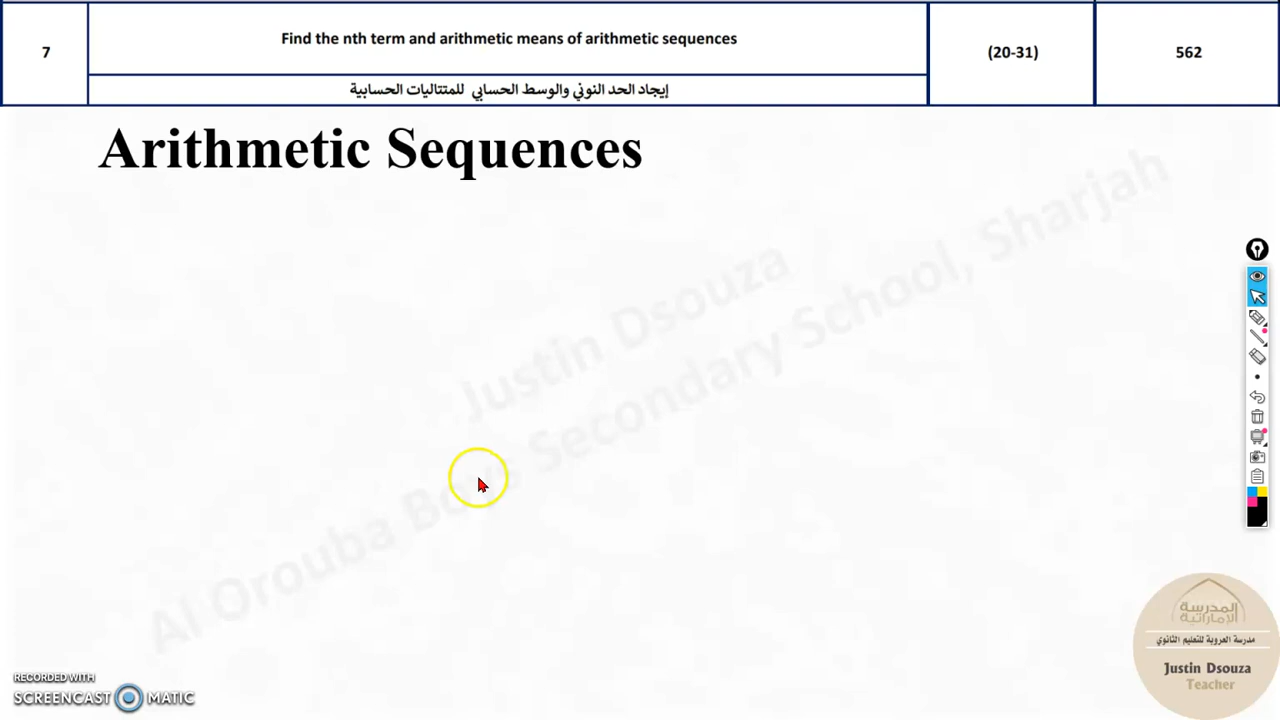 7
Find the nth term and arithmetic means of arithmetic sequences
(20-31)
562
إيجاد الحد النوني والوسط الحسابي للمتتاليات الحسابية
Arithmetic Sequences
Justin Dsouza
Al Orouba Boys Secondary School, Sharjah
المدرسة
الإماراتية
مدرسة العروبة للتعليم الثانوي
Justin Dsouza
Teacher
RECORDED WITH
SCREENCAST MATIC